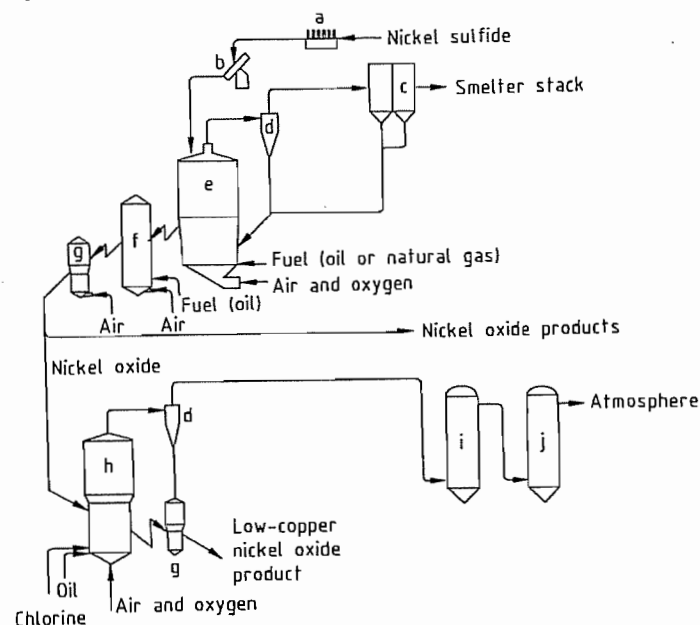 a
Nickel sulfide
b
c
Smelter stack
d
e
f
g
Fuel (oil or natural gas)
Air and oxygen
Fuel (oil)
Air
Air
Nickel oxide products
Nickel oxide
d
Atmosphere
h
i
j
Low-copper
nickel oxide
product
g
Oil
Air and oxygen
Chlorine